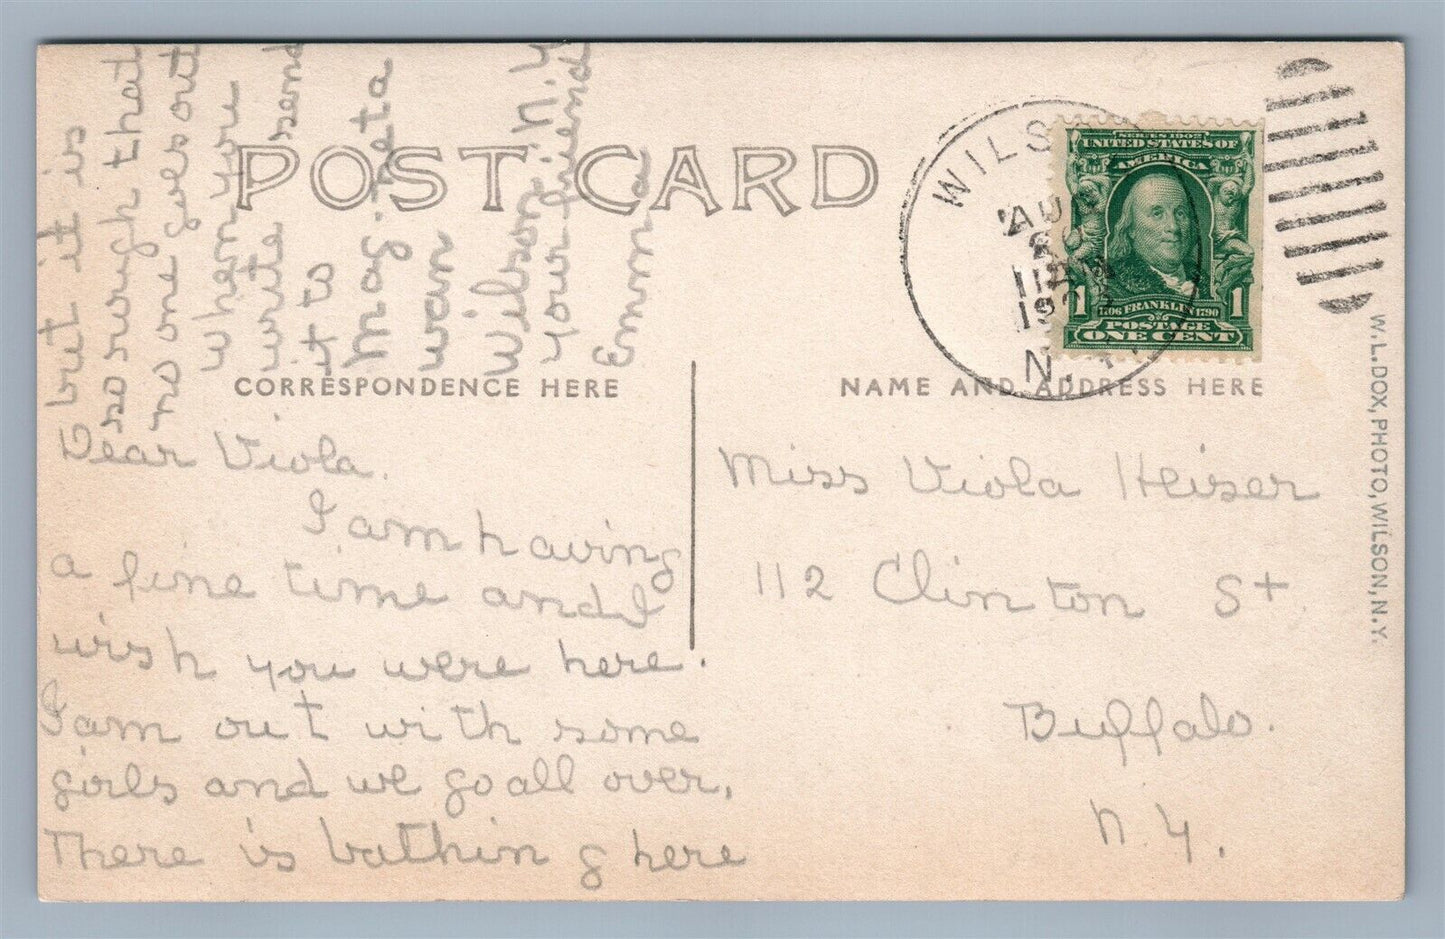 POST CARD
CORRESPONDENCE HERE
NAME AND ADDRESS HERE
WILS
AUG
11
19
N. Y.
SERIES 1902
UNITED STATES OF
AMERICA
1 1
1706 FRANKLIN 1790
POSTAGE
ONE CENT
W. L. DOX, PHOTO, WILSON, N.Y.
Miss Viola Heiser
112 Clinton St.
Buffalo.
N. Y.
Dear Viola.
I am having
a fine time and I
wish you were here.
I am out with some
girls and we go all over,
There is bathing here
but it is
so rough that
no one goes out
when you
write send
it to
Wilson N. Y.
your friend
Emma